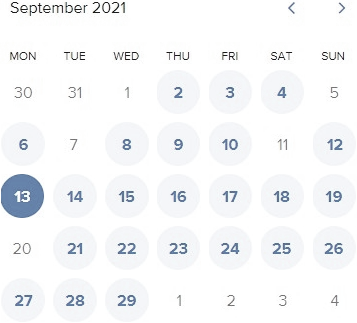 September 2021
MON TUE WED THU FRI SAT SUN
30 31 1 2 3 4 5
6 7 8 9 10 11 12
13 14 15 16 17 18 19
20 21 22 23 24 25 26
27 28 29 1 2 3 4